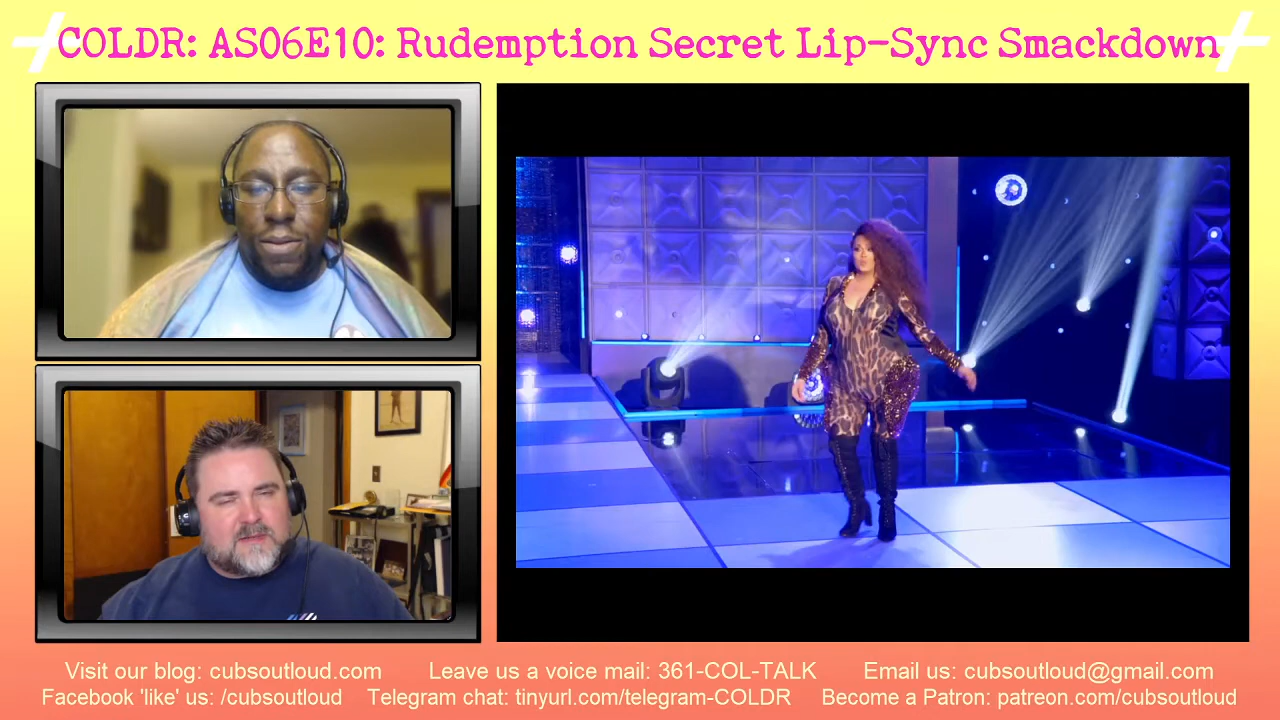 COLDR: AS06E10: Rudemption Secret Lip-Sync Smackdown
Visit our blog: cubsoutloud.com Leave us a voice mail: 361-COL-TALK Email us: cubsoutloud@gmail.com
Facebook 'like' us: /cubsoutloud Telegram chat: tinyurl.com/telegram-COLDR Become a Patron: patreon.com/cubsoutloud